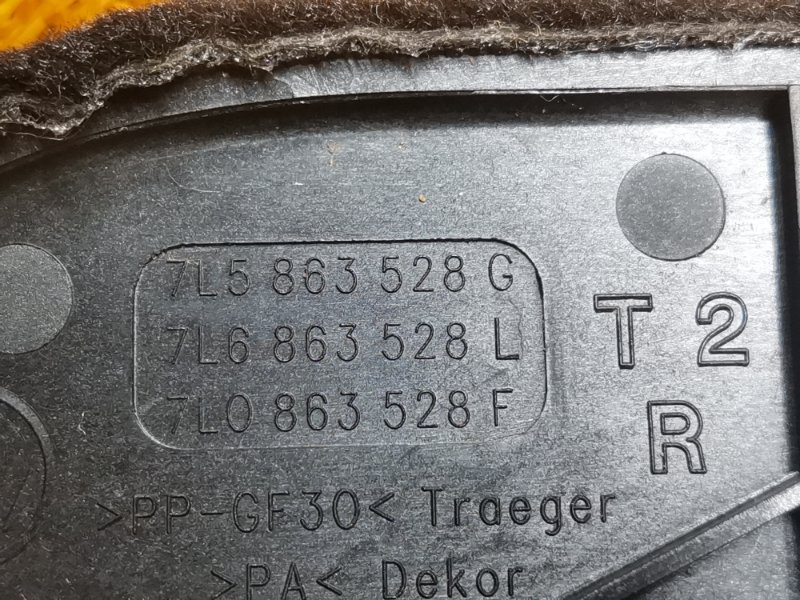 7L5 863 528 G
7L6 863 528 L
7L0 863 528 F
T 2
R
>PP-GF30< Traeger
>PA< Dekor